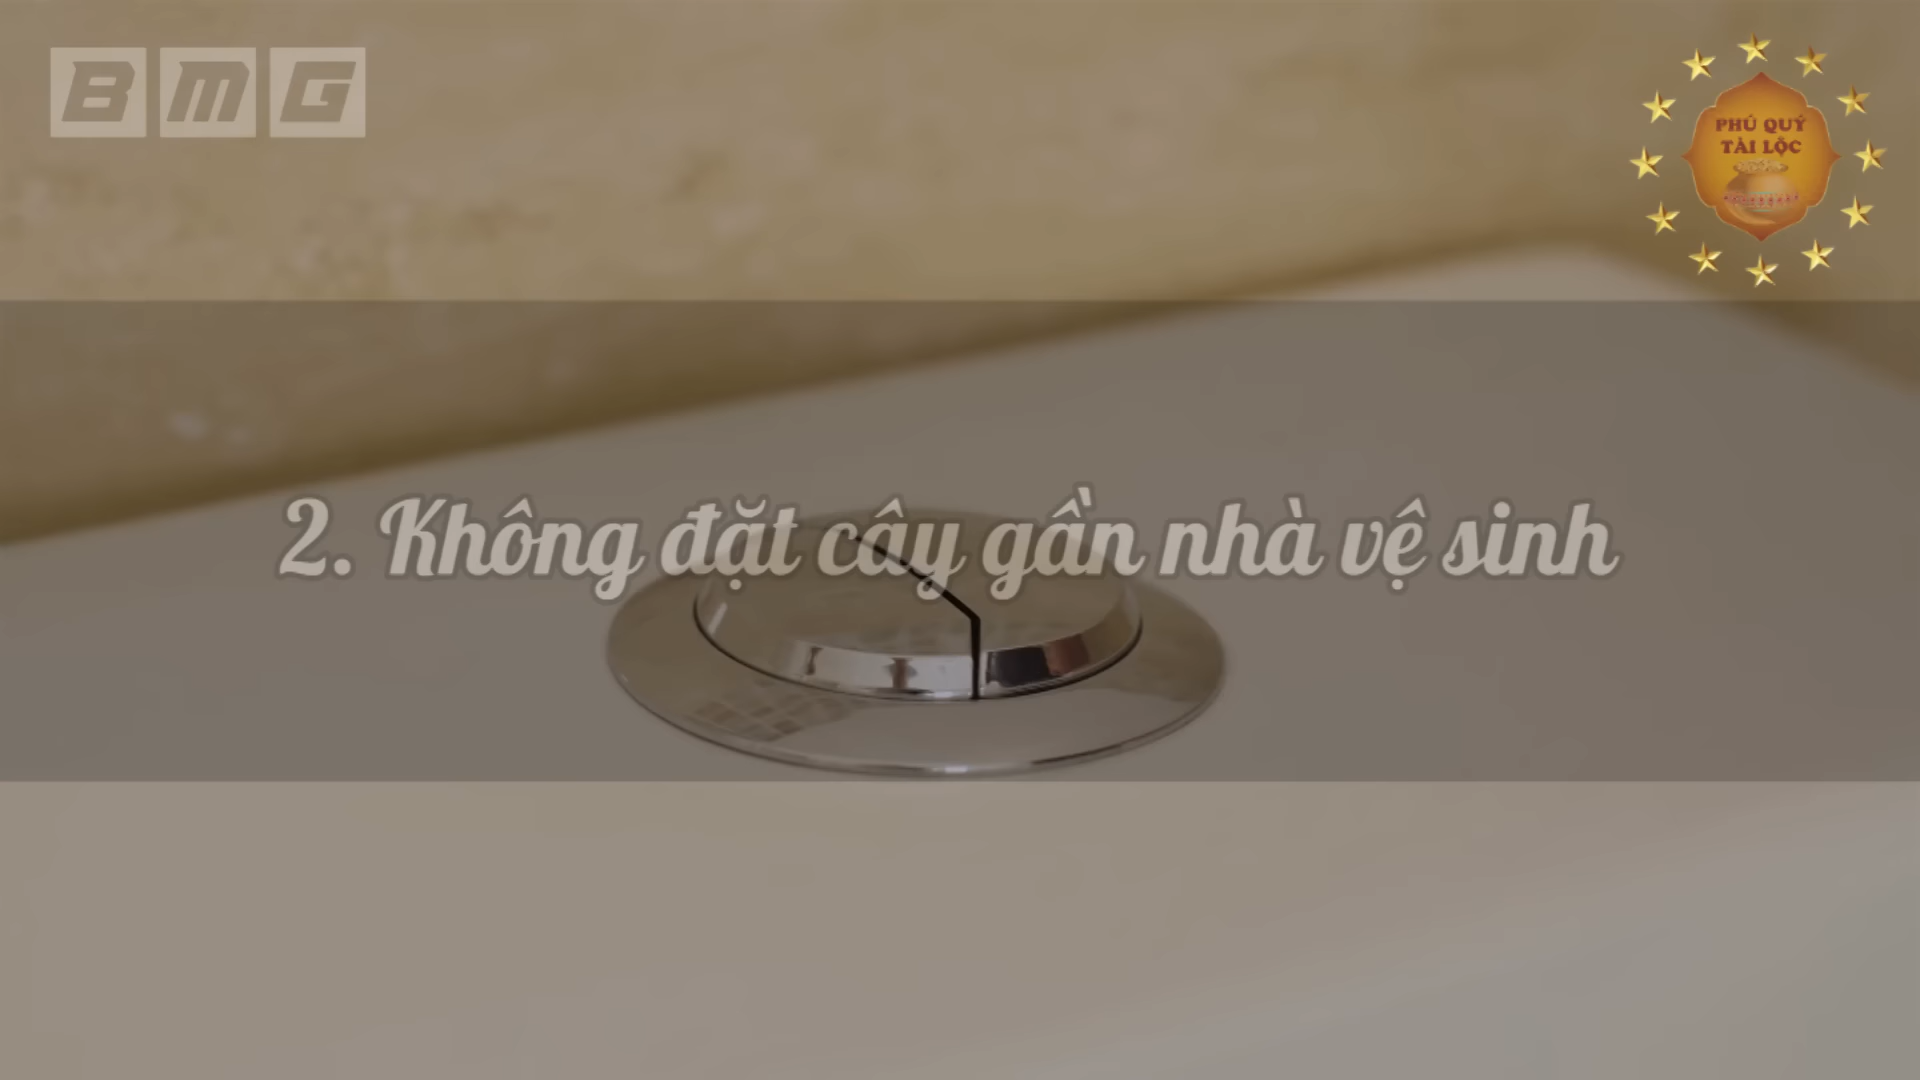 BMG
PHÚ QUÝ
TÀI LỘC
2. Không đặt cây gần nhà vệ sinh